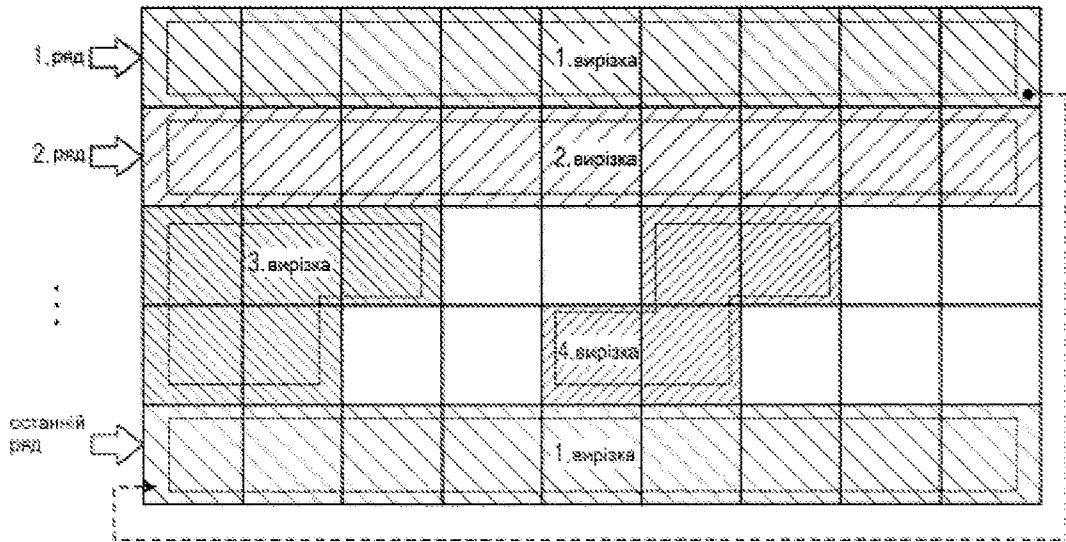 1. ряд
1. вирізка
2. ряд
2. вирізка
3. вирізка
4. вирізка
останній
ряд
1. вирізка